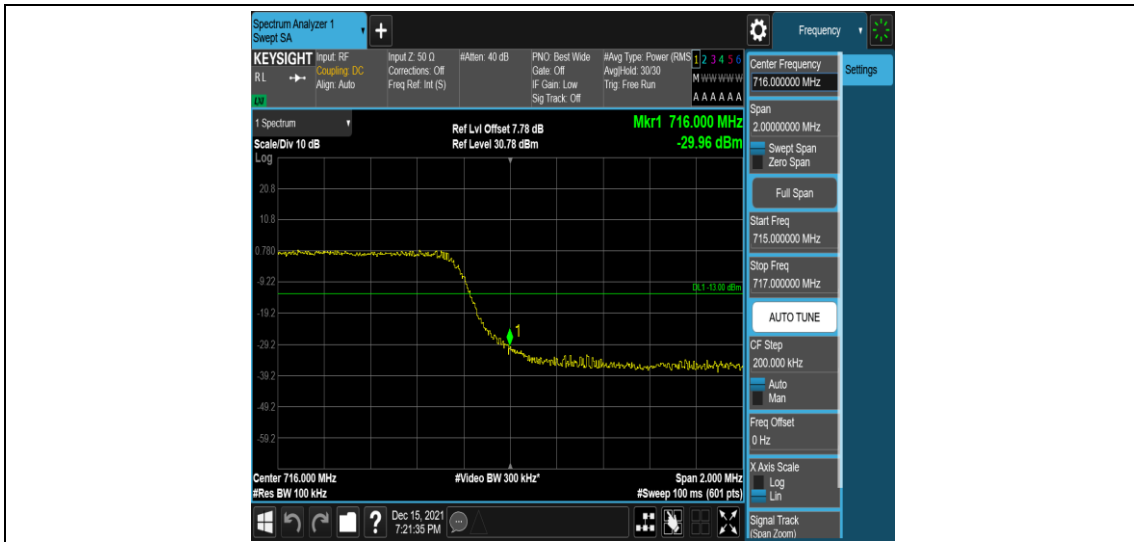 Spectrum Analyzer 1
Swept SA
+
Frequency
KEYSIGHT
RL
LXI
Input: RF
Coupling: DC
Align: Auto
Input Z: 50 Ω
Corrections: Off
Freq Ref: Int (S)
#Atten: 40 dB
PNO: Best Wide
Gate: Off
IF Gain: Low
Sig Track: Off
#Avg Type: Power (RMS
Avg|Hold: 30/30
Trig: Free Run
1 2 3 4 5 6
M W W W W W
A A A A A A
Center Frequency
716.000000 MHz
Settings
Span
2.00000000 MHz
Swept Span
Zero Span
Full Span
Start Freq
715.000000 MHz
Stop Freq
717.000000 MHz
AUTO TUNE
CF Step
200.000 kHz
Auto
Man
Freq Offset
0 Hz
X Axis Scale
Log
Lin
Signal Track
(Span Zoom)
1 Spectrum
Scale/Div 10 dB
Ref Lvl Offset 7.78 dB
Ref Level 30.78 dBm
Mkr1 716.000 MHz
-29.96 dBm
Log
20.8
10.8
0.780
-9.22
DL1 -13.00 dBm
-19.2
1
-29.2
-39.2
-49.2
-59.2
Center 716.000 MHz
#Video BW 300 kHz*
Span 2.000 MHz
#Res BW 100 kHz
#Sweep 100 ms (601 pts)
?
Dec 15, 2021
7:21:35 PM